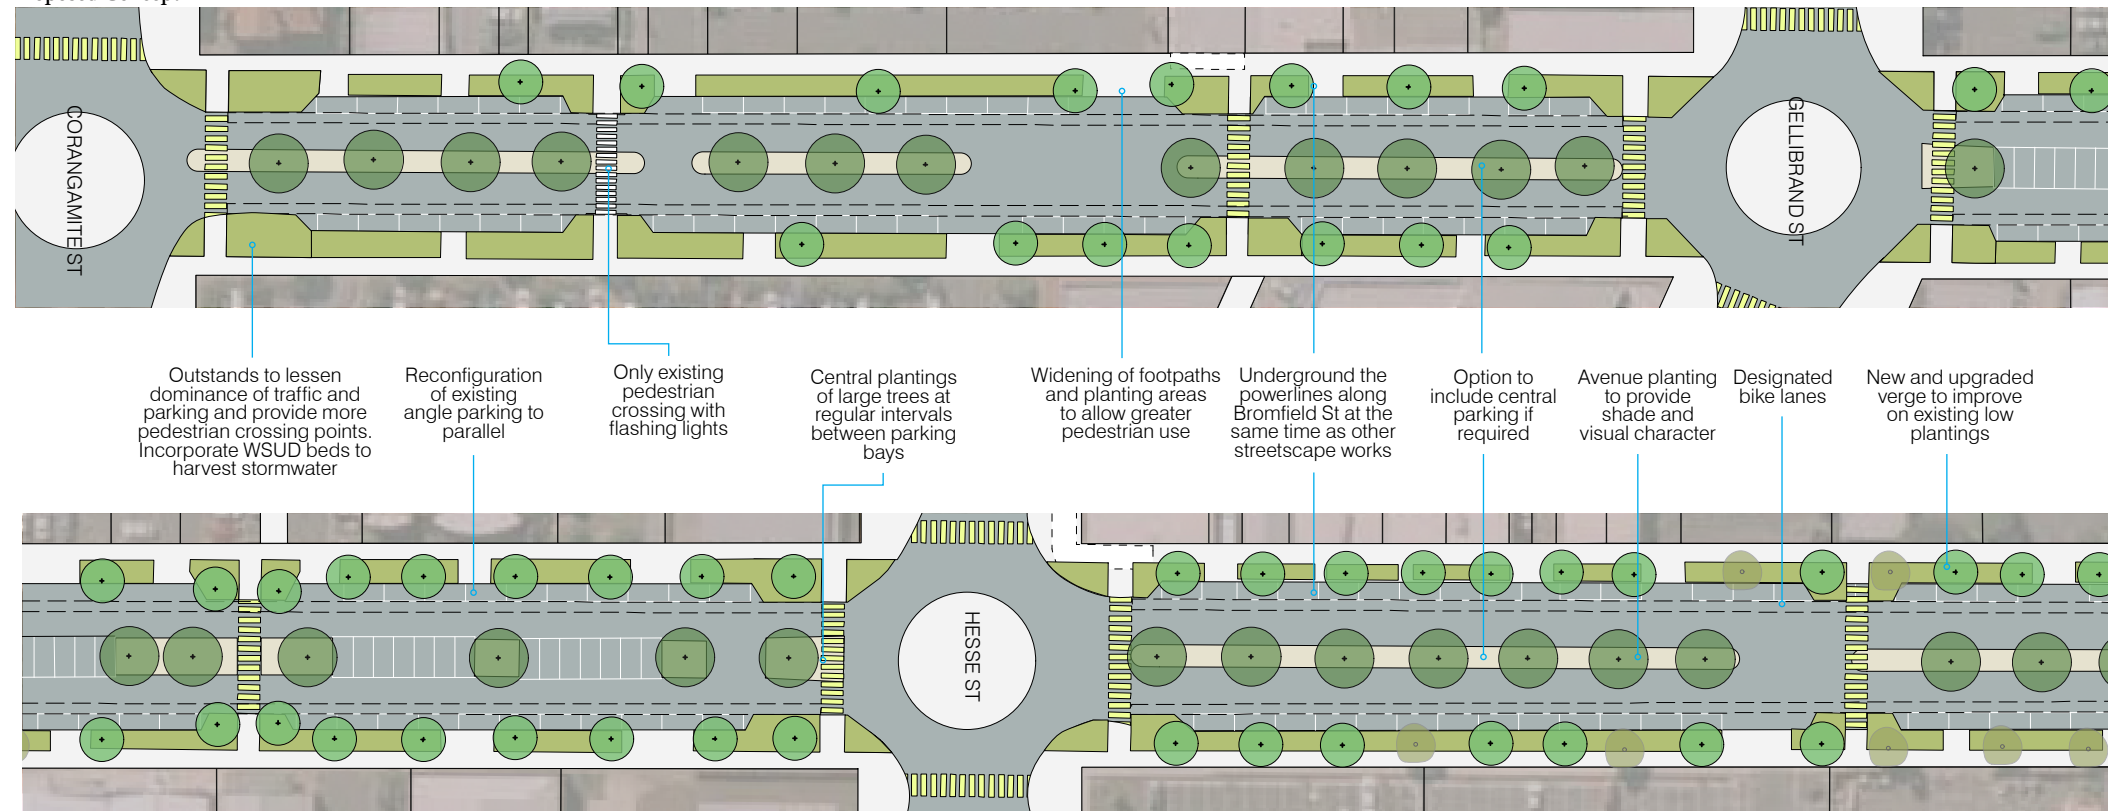 CORANGAMITE ST
GELLIBRAND ST
Outstands to lessen
dominance of traffic and
parking and provide more
pedestrian crossing points.
Incorporate WSUD beds to
harvest stormwater
Reconfiguration
of existing
angle parking to
parallel
Only existing
pedestrian
crossing with
flashing lights
Central plantings
of large trees at
regular intervals
between parking
bays
Widening of footpaths
and planting areas
to allow greater
pedestrian use
Underground the
powerlines along
Bromfield St at the
same time as other
streetscape works
Option to
include central
parking if
required
Avenue planting
to provide
shade and
visual character
Designated
bike lanes
New and upgraded
verge to improve
on existing low
plantings
HESSE ST